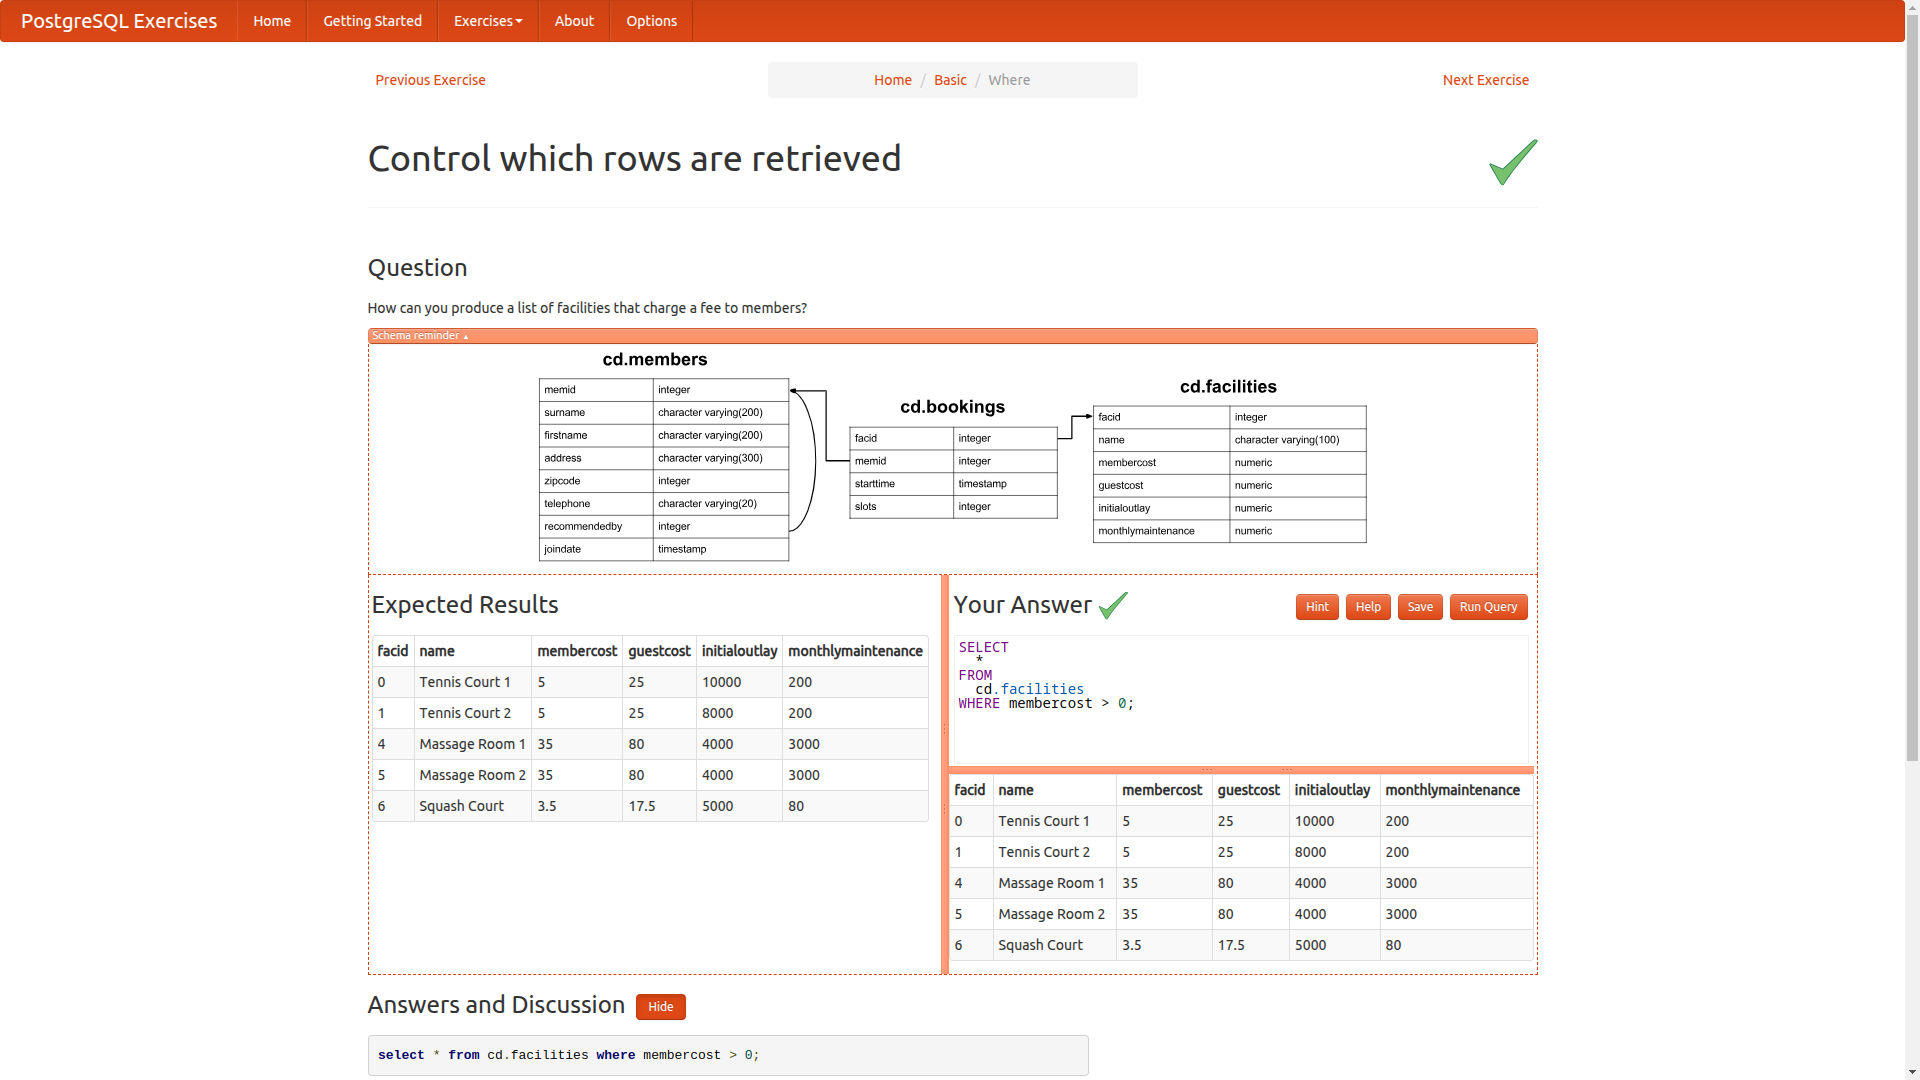 PostgreSQL Exercises Home Getting Started Exercises About Options
Previous Exercise Home / Basic / Where Next Exercise
Control which rows are retrieved
Question
How can you produce a list of facilities that charge a fee to members?
Schema reminder
cd.members
memid integer
surname character varying(200)
firstname character varying(200)
address character varying(300)
zipcode integer
telephone character varying(20)
recommendedby integer
joindate timestamp
cd.bookings
facid integer
memid integer
starttime timestamp
slots integer
cd.facilities
facid integer
name character varying(100)
membercost numeric
guestcost numeric
initialoutlay numeric
monthlymaintenance numeric
Expected Results
facid name membercost guestcost initialoutlay monthlymaintenance
0 Tennis Court 1 5 25 10000 200
1 Tennis Court 2 5 25 8000 200
4 Massage Room 1 35 80 4000 3000
5 Massage Room 2 35 80 4000 3000
6 Squash Court 3.5 17.5 5000 80
Your Answer Hint Help Save Run Query
SELECT
*
FROM
cd.facilities
WHERE membercost > 0;
facid name membercost guestcost initialoutlay monthlymaintenance
0 Tennis Court 1 5 25 10000 200
1 Tennis Court 2 5 25 8000 200
4 Massage Room 1 35 80 4000 3000
5 Massage Room 2 35 80 4000 3000
6 Squash Court 3.5 17.5 5000 80
Answers and Discussion Hide
select * from cd.facilities where membercost > 0;